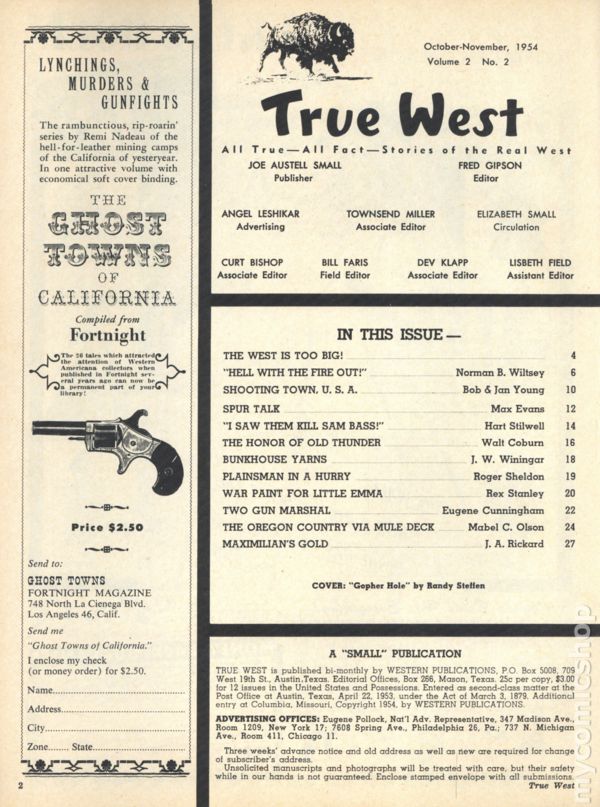 LYNCHINGS,
MURDERS &
GUNFIGHTS
The rambunctious, rip-roarin'
series by Remi Nadeau of the
hell-for-leather mining camps
of the California of yesteryear.
In one attractive volume with
economical soft cover binding.
THE
GHOST
TOWNS
OF
CALIFORNIA
Compiled from
Fortnight
The 26 tales which attracted
the attention of Western
Americana collectors when
published in Fortnight sev-
eral years ago can now be
a permanent part of your
library!
Price $2.50
Send to:
GHOST TOWNS
FORTNIGHT MAGAZINE
748 North La Cienega Blvd.
Los Angeles 46, Calif.
Send me
"Ghost Towns of California."
I enclose my check
(or money order) for $2.50.
Name
Address
City
Zone...... State
2
October-November, 1954
Volume 2 No. 2
True West
All True—All Fact—Stories of the Real West
JOE AUSTELL SMALL FRED GIPSON
Publisher Editor
ANGEL LESHIKAR TOWNSEND MILLER ELIZABETH SMALL
Advertising Associate Editor Circulation
CURT BISHOP BILL FARIS DEV KLAPP LISBETH FIELD
Associate Editor Field Editor Associate Editor Assistant Editor
IN THIS ISSUE—
THE WEST IS TOO BIG! 4
"HELL WITH THE FIRE OUT!" Norman B. Wiltsey 6
SHOOTING TOWN, U. S. A. Bob & Jan Young 10
SPUR TALK Max Evans 12
"I SAW THEM KILL SAM BASS!" Hart Stilwell 14
THE HONOR OF OLD THUNDER Walt Coburn 16
BUNKHOUSE YARNS J. W. Winingar 18
PLAINSMAN IN A HURRY Roger Sheldon 19
WAR PAINT FOR LITTLE EMMA Rex Stanley 20
TWO GUN MARSHAL Eugene Cunningham 22
THE OREGON COUNTRY VIA MULE DECK Mabel C. Olson 24
MAXIMILIAN'S GOLD J. A. Rickard 27
COVER: "Gopher Hole" by Randy Steffen
A "SMALL" PUBLICATION
TRUE WEST is published bi-monthly by WESTERN PUBLICATIONS, P.O. Box 5008, 709
West 19th St., Austin, Texas. Editorial Offices, Box 266, Mason, Texas. 25c per copy, $3.00
for 12 issues in the United States and Possessions. Entered as second-class matter at the
Post Office at Austin, Texas, April 22, 1953, under the Act of March 3, 1879. Additional
entry at Columbia, Missouri, Copyright 1954, by WESTERN PUBLICATIONS.
ADVERTISING OFFICES: Eugene Pollock, Nat'l Adv. Representative, 347 Madison Ave.,
Room 1209, New York 17; 7608 Spring Ave., Philadelphia 26, Pa.; 737 N. Michigan
Ave., Room 411, Chicago 11.
Three weeks' advance notice and old address as well as new are required for change
of subscriber's address.
Unsolicited manuscripts and photographs will be treated with care, but their safety
while in our hands is not guaranteed. Enclose stamped envelope with all submissions.
True West
mycomicshop